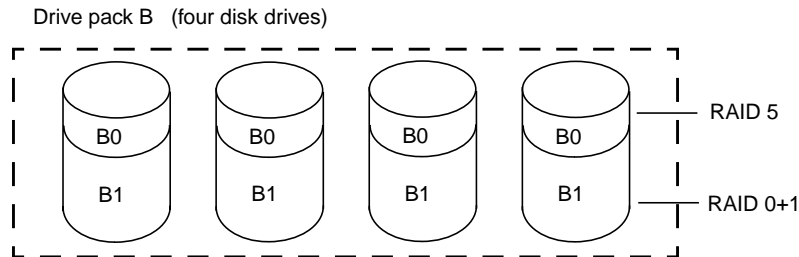 Drive pack B (four disk drives)
B0 B0 B0 B0 RAID 5
B1 B1 B1 B1
RAID 0+1